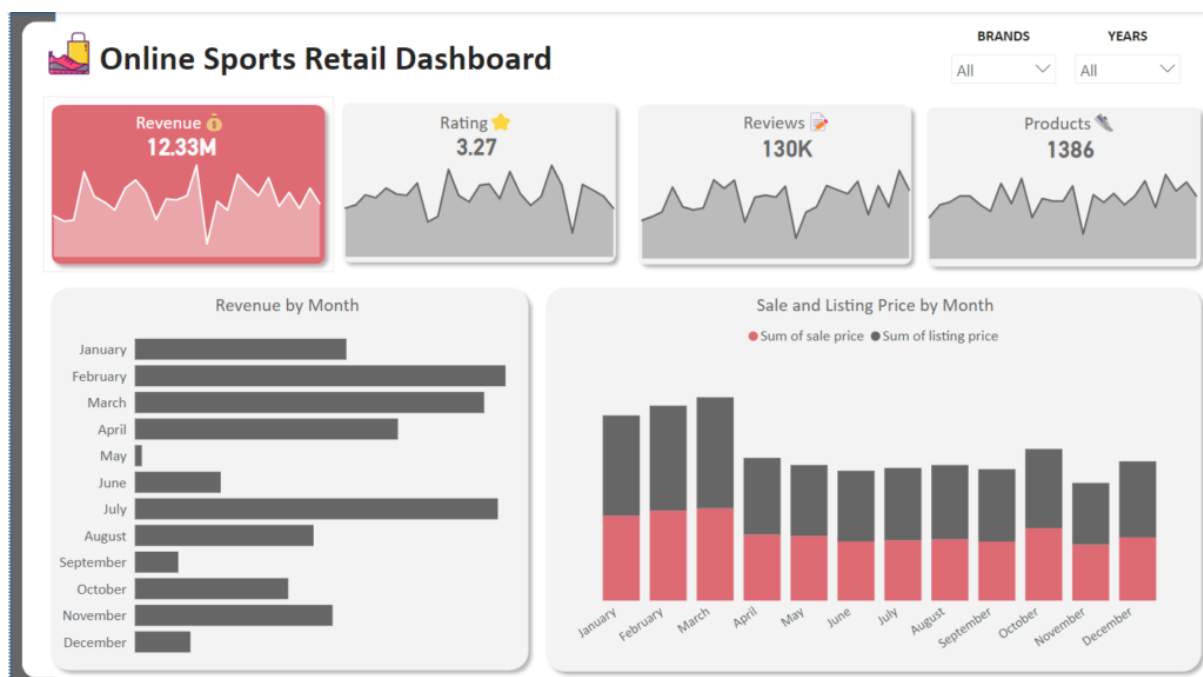 Online Sports Retail Dashboard
BRANDS
All
YEARS
All
Revenue
12.33M
Rating
3.27
Reviews
130K
Products
1386
Revenue by Month
January
February
March
April
May
June
July
August
September
October
November
December
Sale and Listing Price by Month
Sum of sale price Sum of listing price
January
February
March
April
May
June
July
August
September
October
November
December